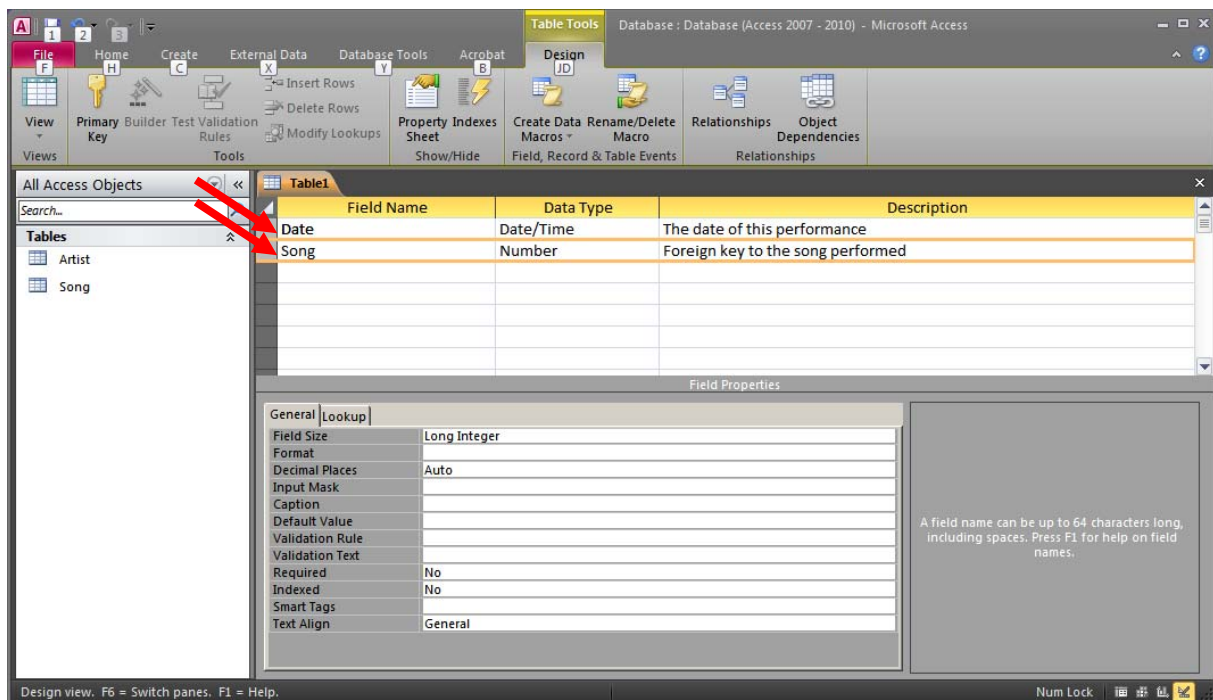 A 1 2 3 Table Tools Database : Database (Access 2007 - 2010) - Microsoft Access
File Home Create External Data Database Tools Acrobat Design
F H C X Y B JD
Insert Rows
Delete Rows
Modify Lookups
View
Primary Key
Builder
Test Validation Rules
Property Sheet
Indexes
Create Data Macros
Rename/Delete Macro
Relationships
Object Dependencies
Views Tools Show/Hide Field, Record & Table Events Relationships
All Access Objects
Search...
Tables
Artist
Song
Table1
Field Name Data Type Description
Date Date/Time The date of this performance
Song Number Foreign key to the song performed
Field Properties
General Lookup
Field Size Long Integer
Format
Decimal Places Auto
Input Mask
Caption
Default Value
Validation Rule
Validation Text
Required No
Indexed No
Smart Tags
Text Align General
A field name can be up to 64 characters long,
including spaces. Press F1 for help on field
names.
Design view. F6 = Switch panes. F1 = Help. Num Lock